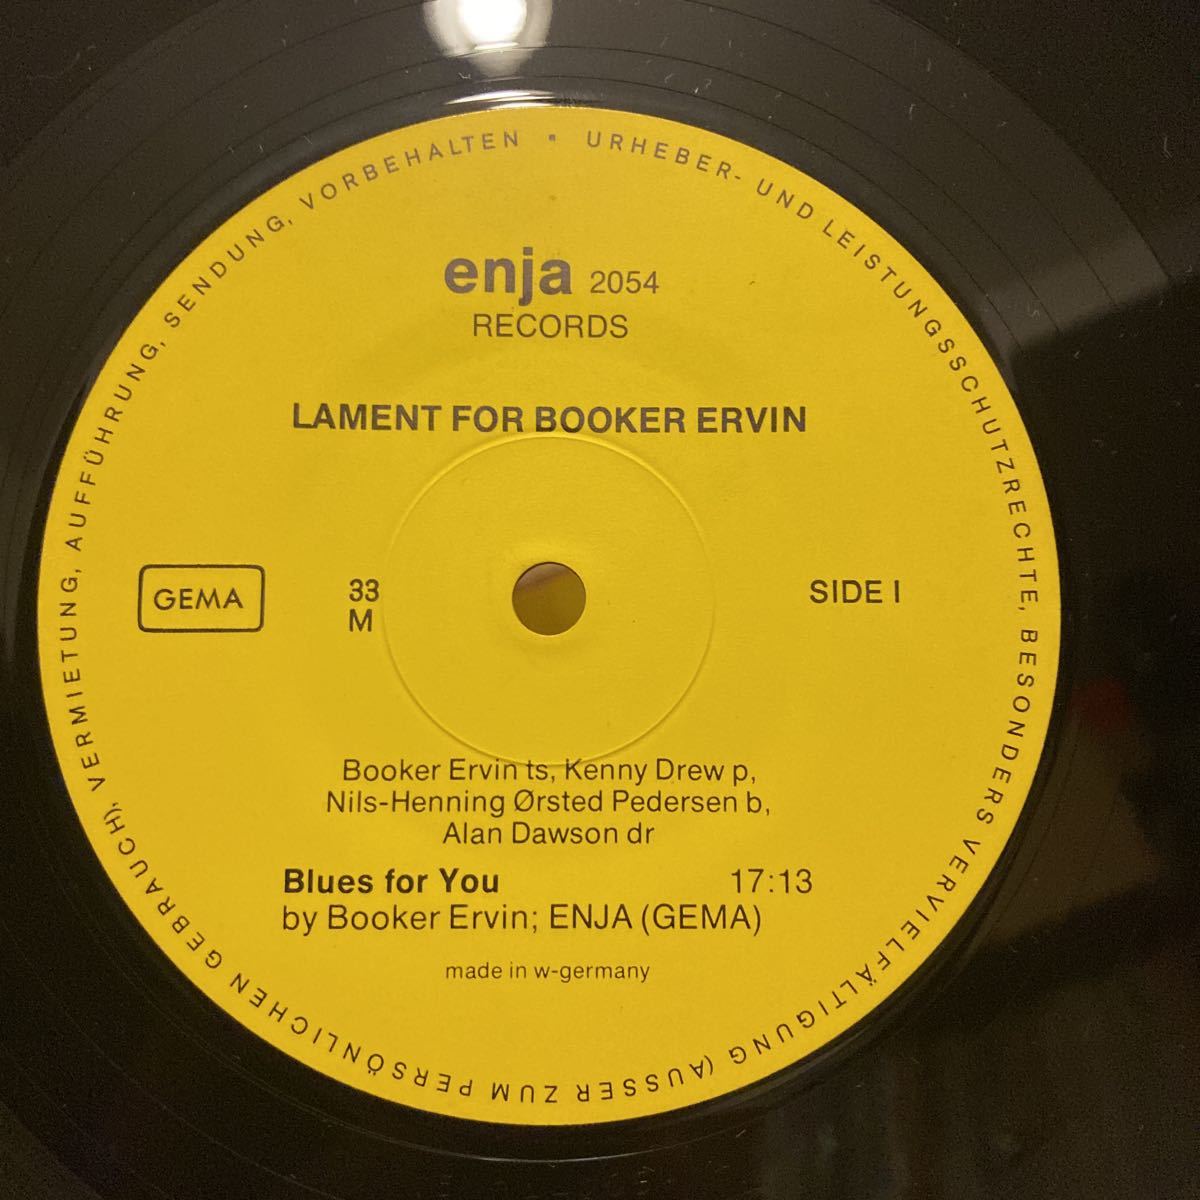 URHEBER- UND LEISTUNGSSCHUTZRECHTE, BESONDERS VERVIELFÄLTIGUNG (AUSSER ZUM PERSÖNLICHEN GEBRAUCH), VERMIETUNG, AUFFÜHRUNG, SENDUNG, VORBEHALTEN •
enja 2054
RECORDS
LAMENT FOR BOOKER ERVIN
GEMA
33
M
SIDE I
Booker Ervin ts, Kenny Drew p,
Nils-Henning Ørsted Pedersen b,
Alan Dawson dr
Blues for You 17:13
by Booker Ervin; ENJA (GEMA)
made in w-germany